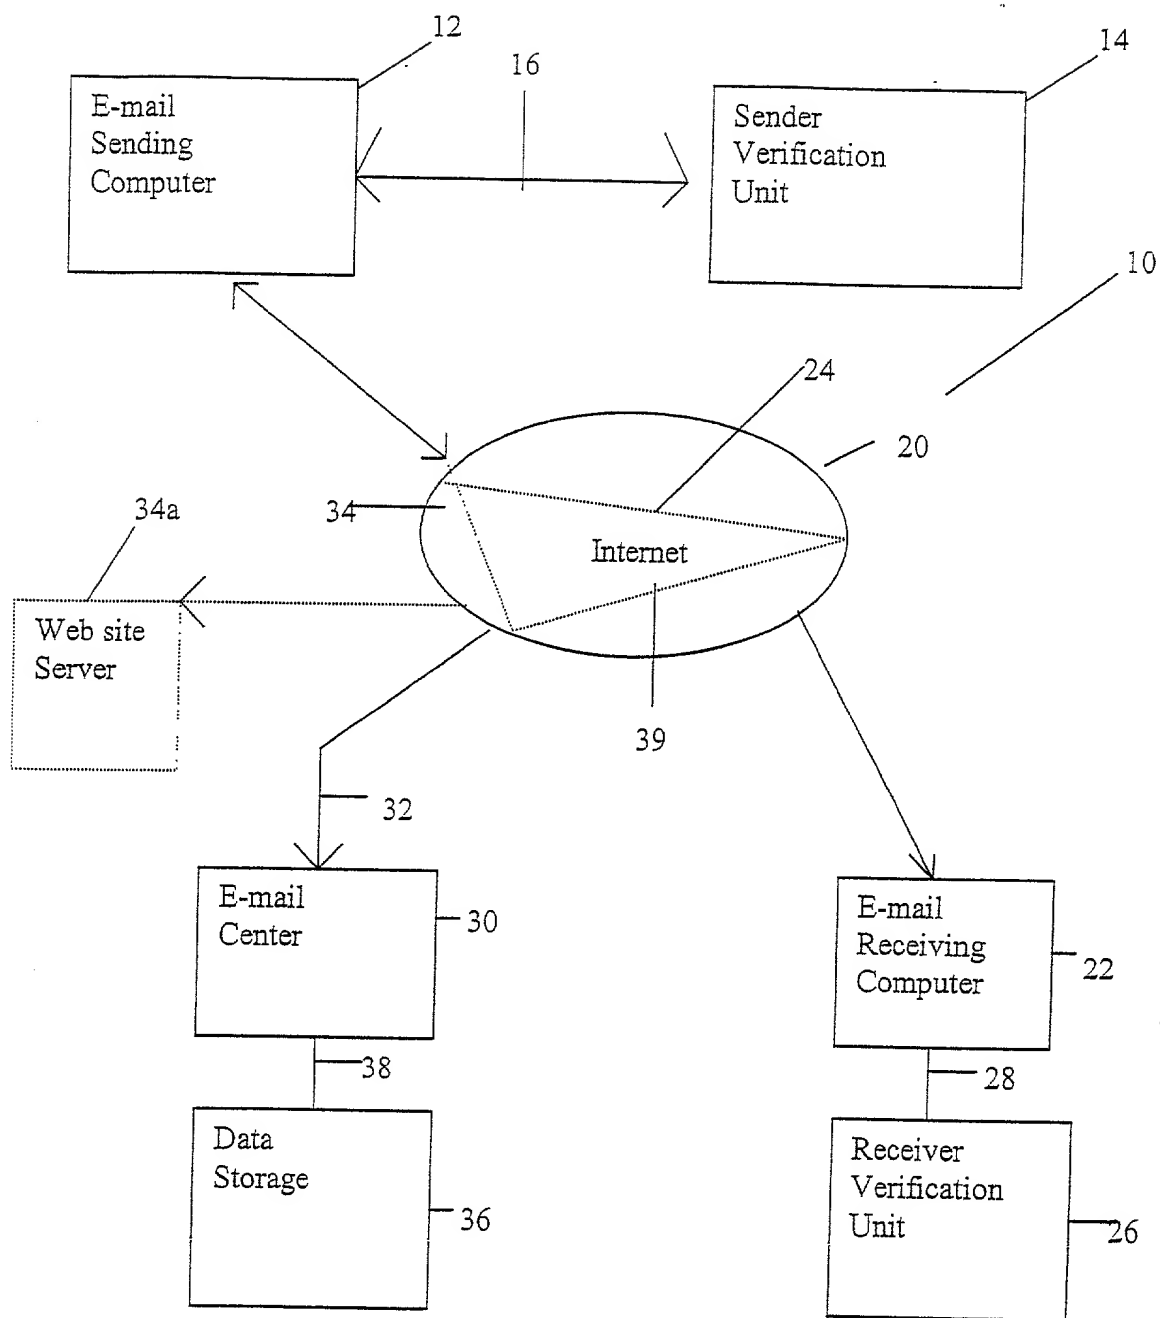 12
16
14
E-mail
Sending
Computer
Sender
Verification
Unit
10
24
20
34
34a
Internet
Web site
Server
39
32
E-mail
Center
30
E-mail
Receiving
Computer
22
38
28
Data
Storage
36
Receiver
Verification
Unit
26